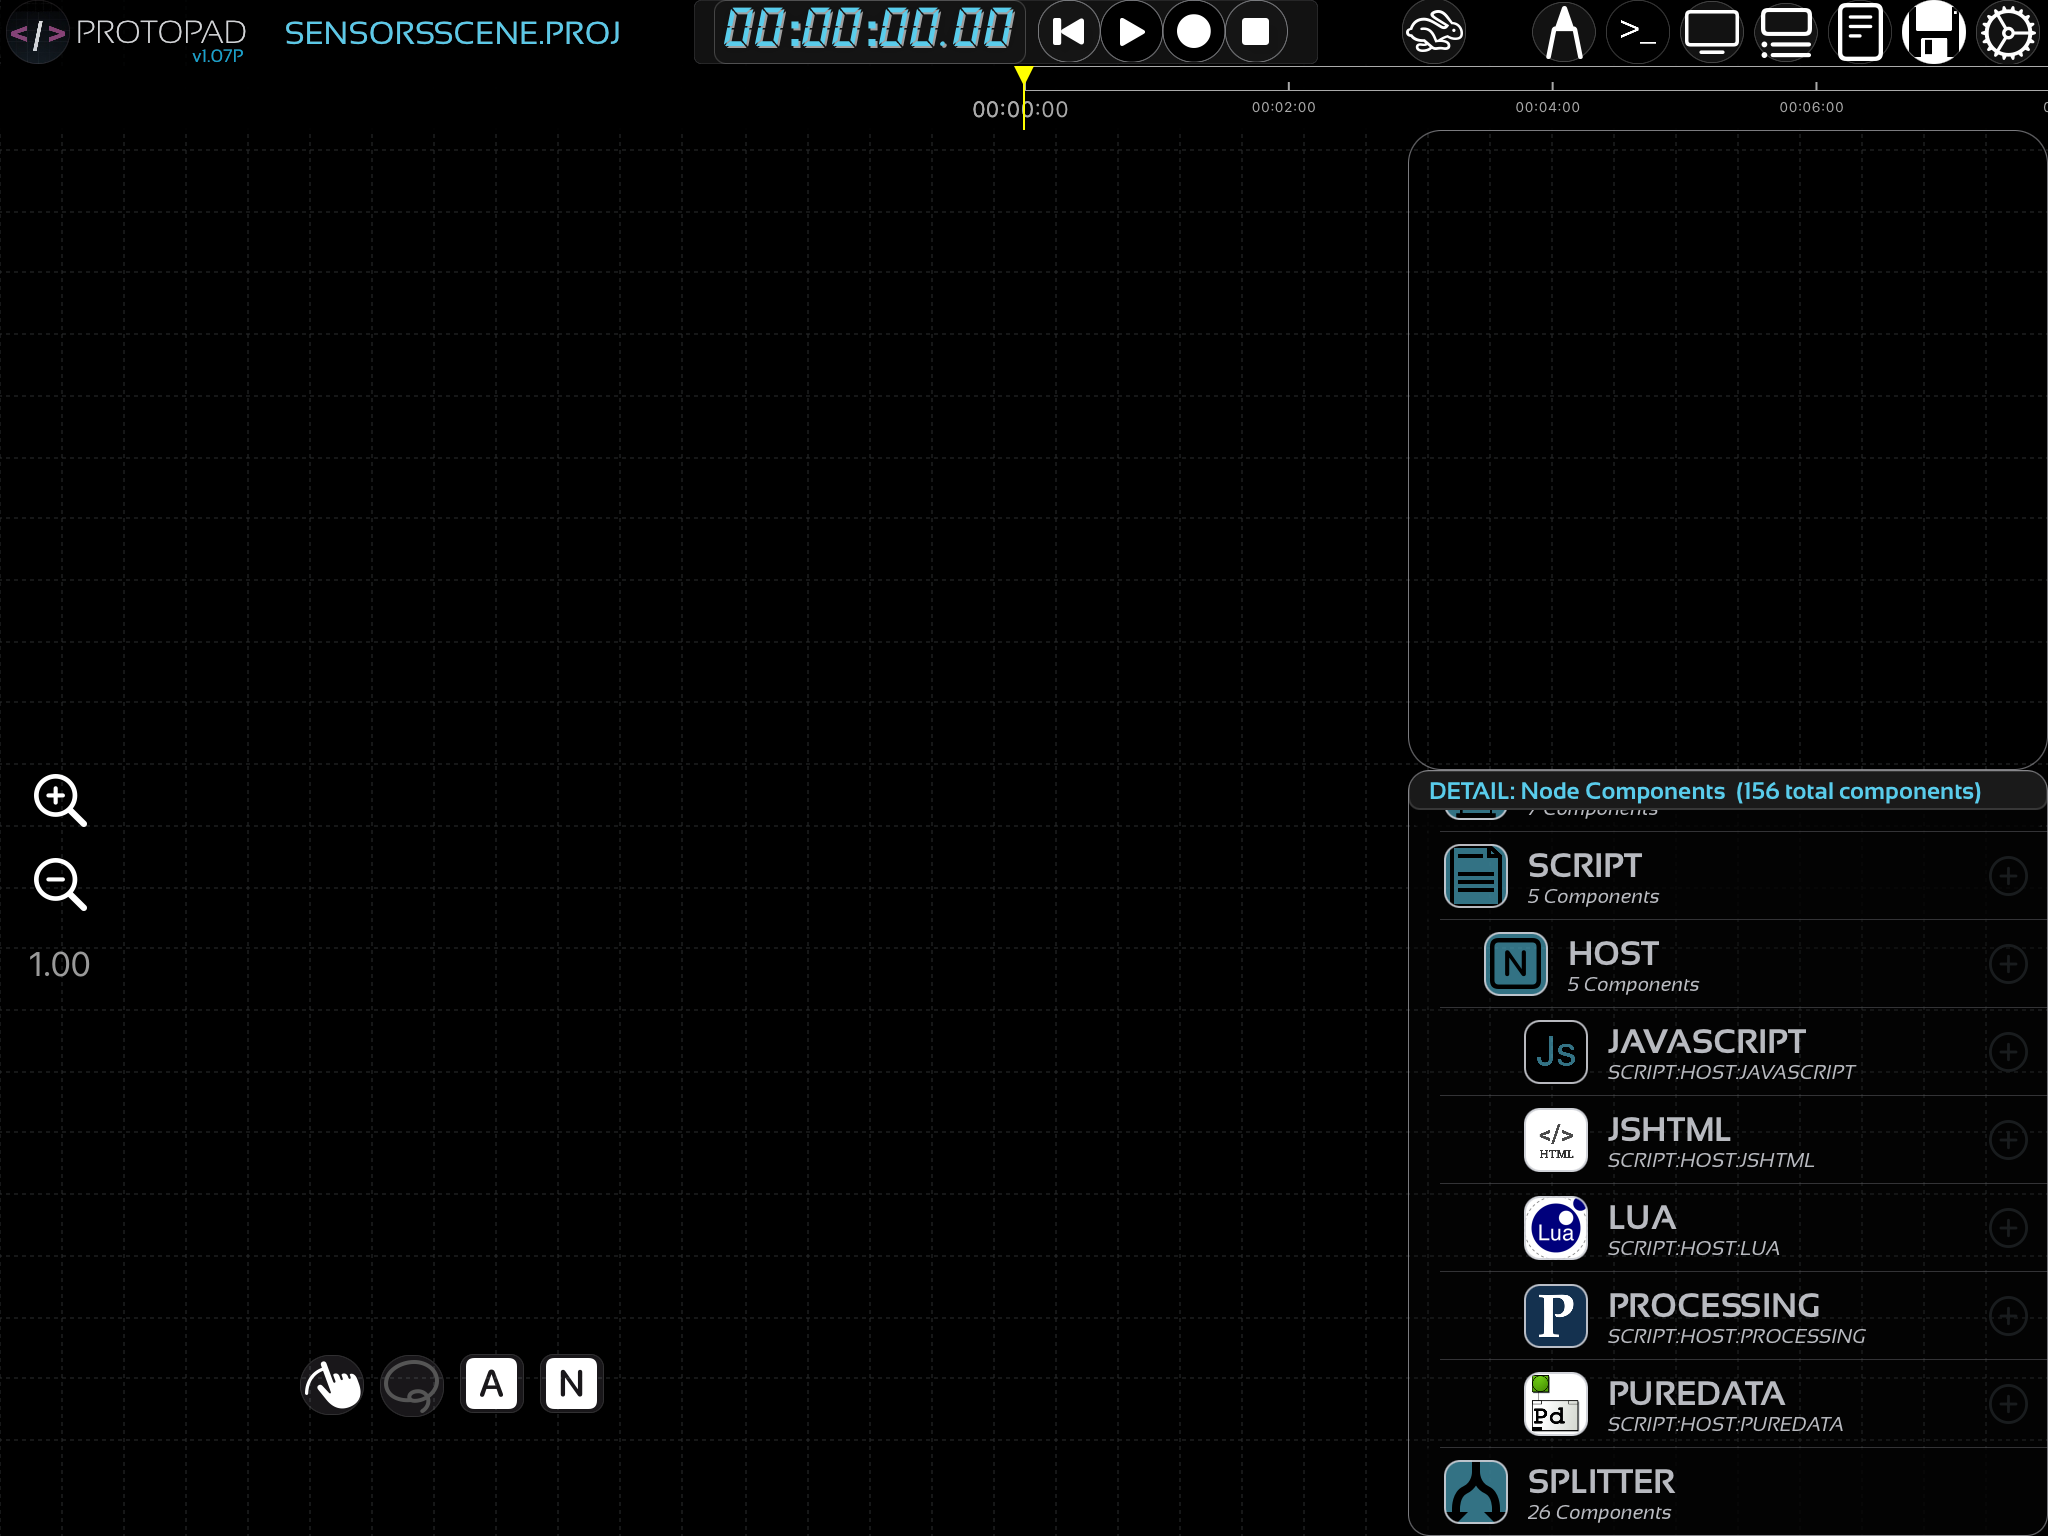 </> PROTOPAD
v1.07P
SENSORSSCENE.PROJ
00:00:00.00
>_
00:00:00
00:02:00
00:04:00
00:06:00
DETAIL: Node Components (156 total components)
7 Components
SCRIPT
5 Components
N
HOST
5 Components
Js
JAVASCRIPT
SCRIPT:HOST:JAVASCRIPT
</>
HTML
JSHTML
SCRIPT:HOST:JSHTML
Lua
LUA
SCRIPT:HOST:LUA
P
PROCESSING
SCRIPT:HOST:PROCESSING
Pd
PUREDATA
SCRIPT:HOST:PUREDATA
SPLITTER
26 Components
1.00
A
N